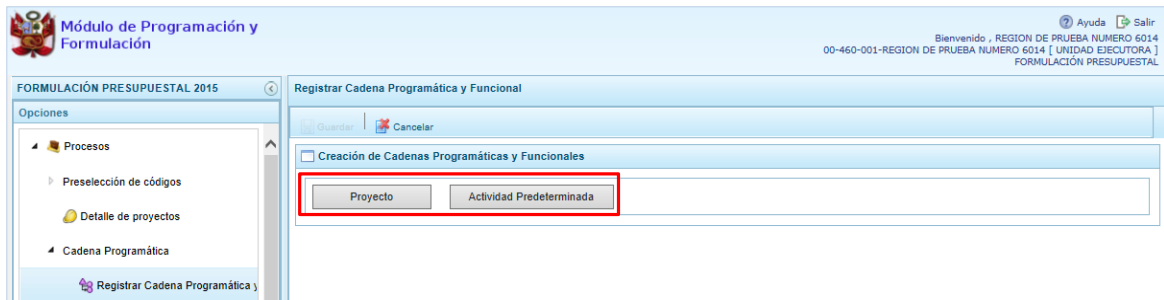 Módulo de Programación y
Formulación
Ayuda Salir
Bienvenido , REGION DE PRUEBA NUMERO 6014
00-460-001-REGION DE PRUEBA NUMERO 6014 [ UNIDAD EJECUTORA ]
FORMULACIÓN PRESUPUESTAL
FORMULACIÓN PRESUPUESTAL 2015
Opciones
Procesos
Preselección de códigos
Detalle de proyectos
Cadena Programática
Registrar Cadena Programática y
Registrar Cadena Programática y Funcional
Guardar Cancelar
Creación de Cadenas Programáticas y Funcionales
Proyecto Actividad Predeterminada